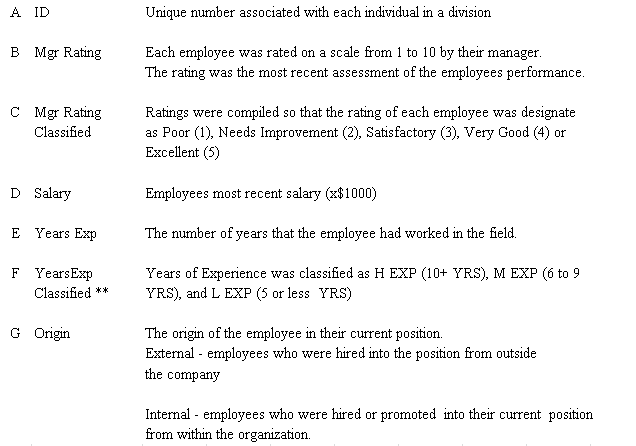 A ID Unique number associated with each individual in a division
B Mgr Rating Each employee was rated on a scale from 1 to 10 by their manager.
The rating was the most recent assessment of the employees performance.
C Mgr Rating Ratings were compiled so that the rating of each employee was designate
Classified as Poor (1), Needs Improvement (2), Satisfactory (3), Very Good (4) or
Excellent (5)
D Salary Employees most recent salary (x$1000)
E Years Exp The number of years that the employee had worked in the field.
F YearsExp Years of Experience was classified as H EXP (10+ YRS), M EXP (6 to 9
Classified ** YRS), and L EXP (5 or less YRS)
G Origin The origin of the employee in their current position.
External - employees who were hired into the position from outside
the company
Internal - employees who were hired or promoted into their current position
from within the organization.